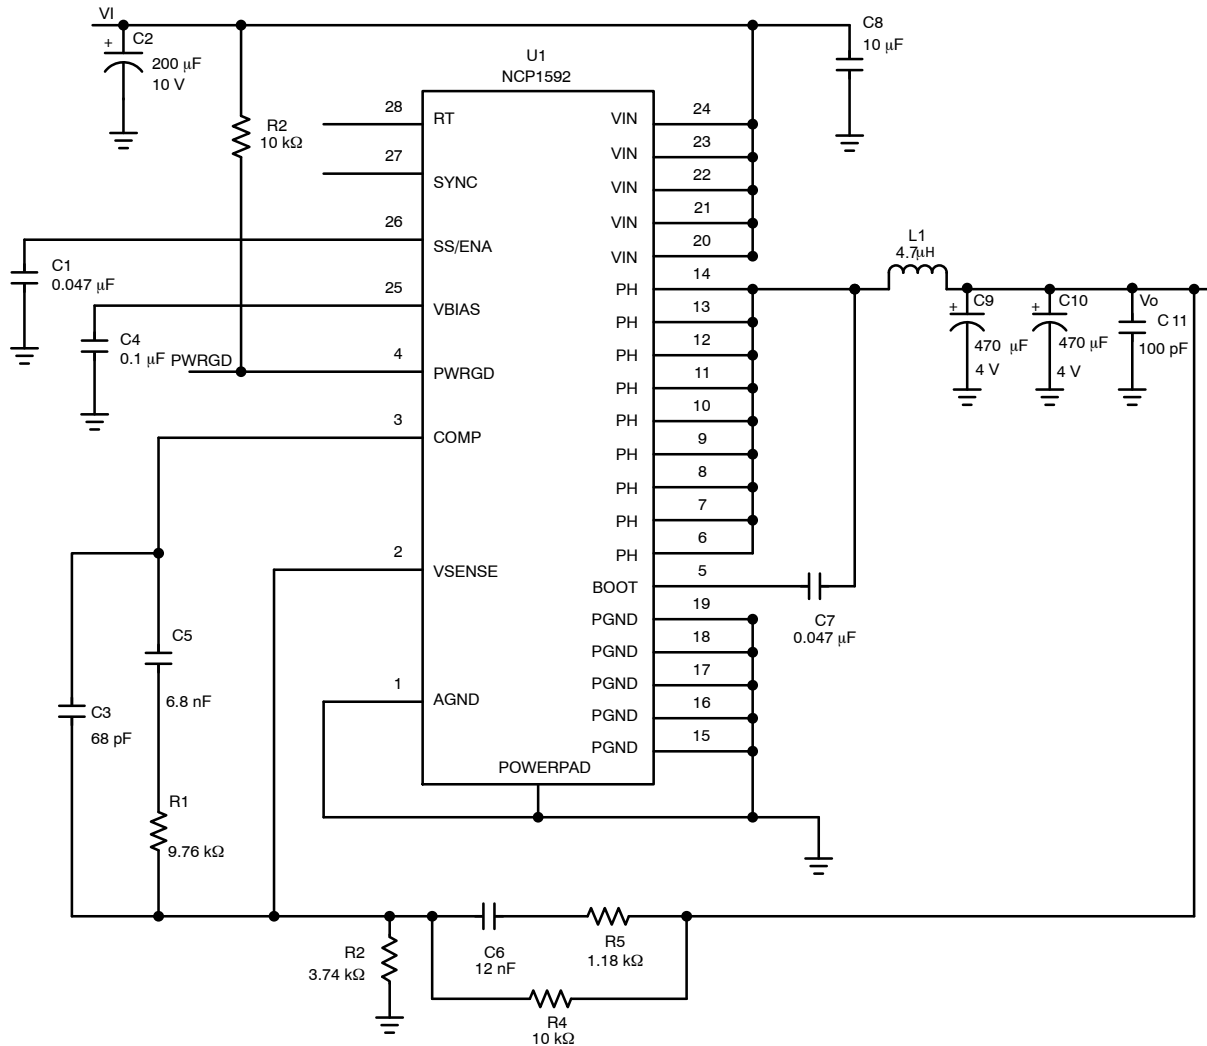 VI
C2
+
200 µF
10 V
C8
10 µF
U1
NCP1592
R2
10 kΩ
28
RT
27
SYNC
26
SS/ENA
C1
0.047 µF
25
VBIAS
C4
0.1 µF
PWRGD
4
PWRGD
3
COMP
2
VSENSE
1
AGND
POWERPAD
VIN
24
VIN
23
VIN
22
VIN
21
VIN
20
PH
14
PH
13
PH
12
PH
11
PH
10
PH
9
PH
8
PH
7
PH
6
BOOT
5
PGND
19
PGND
18
PGND
17
PGND
16
PGND
15
L1
4.7µH
+
C9
470 µF
4 V
+
C10
470 µF
4 V
Vo
C 11
100 pF
C7
0.047 µF
C5
6.8 nF
C3
68 pF
R1
9.76 kΩ
R2
3.74 kΩ
C6
12 nF
R5
1.18 kΩ
R4
10 kΩ